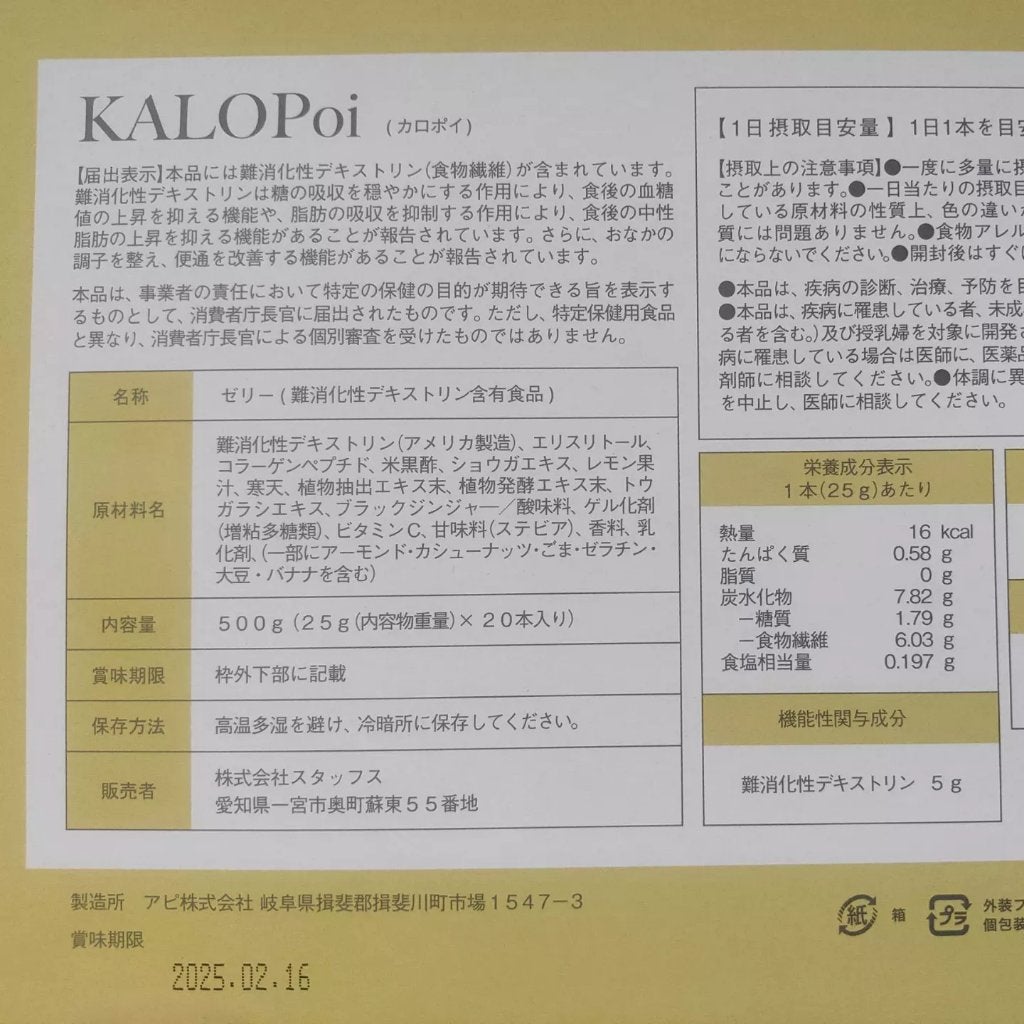 KALOPoi (カロポイ)
【届出表示】本品には難消化性デキストリン(食物繊維)が含まれています。
難消化性デキストリンは糖の吸収を穏やかにする作用により、食後の血糖
値の上昇を抑える機能や、脂肪の吸収を抑制する作用により、食後の中性
脂肪の上昇を抑える機能があることが報告されています。さらに、おなかの
調子を整え、便通を改善する機能があることが報告されています。
本品は、事業者の責任において特定の保健の目的が期待できる旨を表示す
るものとして、消費者庁長官に届出されたものです。ただし、特定保健用食品
と異なり、消費者庁長官による個別審査を受けたものではありません。
名称 ゼリー(難消化性デキストリン含有食品)
原材料名
難消化性デキストリン(アメリカ製造)、エリスリトール、
コラーゲンペプチド、米黒酢、ショウガエキス、レモン果
汁、寒天、植物抽出エキス末、植物発酵エキス末、トウ
ガラシエキス、ブラックジンジャー／酸味料、ゲル化剤
(増粘多糖類)、ビタミンC、甘味料(ステビア)、香料、乳
化剤、(一部にアーモンド・カシューナッツ・ごま・ゼラチン・
大豆・バナナを含む)
内容量 500g(25g(内容物重量)×20本入り)
賞味期限 枠外下部に記載
保存方法 高温多湿を避け、冷暗所に保存してください。
販売者 株式会社スタッフス
愛知県一宮市奥町蘇東55番地
【1日摂取目安量】1日1本を目安
【摂取上の注意事項】●一度に多量に摂
ことがあります。●一日当たりの摂取目
している原材料の性質上、色の違い
質には問題ありません。●食物アレル
にならないでください。●開封後はすぐに
●本品は、疾病の診断、治療、予防を目
●本品は、疾病に罹患している者、未成
る者を含む。)及び授乳婦を対象に開発
病に罹患している場合は医師に、医薬品
剤師に相談してください。●体調に異
を中止し、医師に相談してください。
栄養成分表示
1本(25g)あたり
熱量 16 kcal
たんぱく質 0.58 g
脂質 0 g
炭水化物 7.82 g
－糖質 1.79 g
－食物繊維 6.03 g
食塩相当量 0.197 g
機能性関与成分
難消化性デキストリン 5g
製造所 アピ株式会社 岐阜県揖斐郡揖斐川町市場1547－3
賞味期限
2025.02.16
紙 箱
プラ 外装フ
個包装